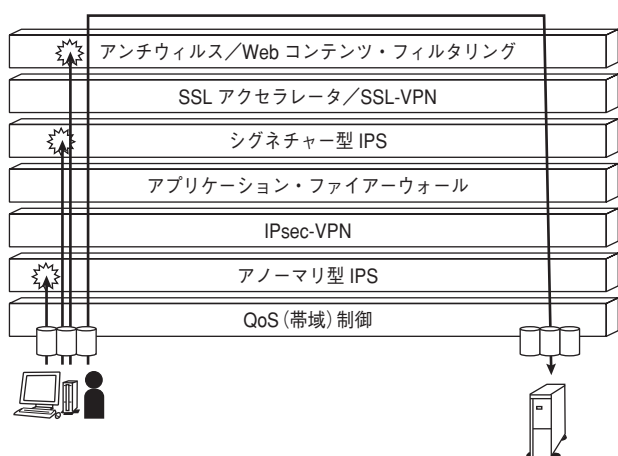 アンチウィルス／Web コンテンツ・フィルタリング
SSL アクセラレータ／SSL-VPN
シグネチャー型 IPS
アプリケーション・ファイアーウォール
IPsec-VPN
アノーマリ型 IPS
QoS（帯域）制御